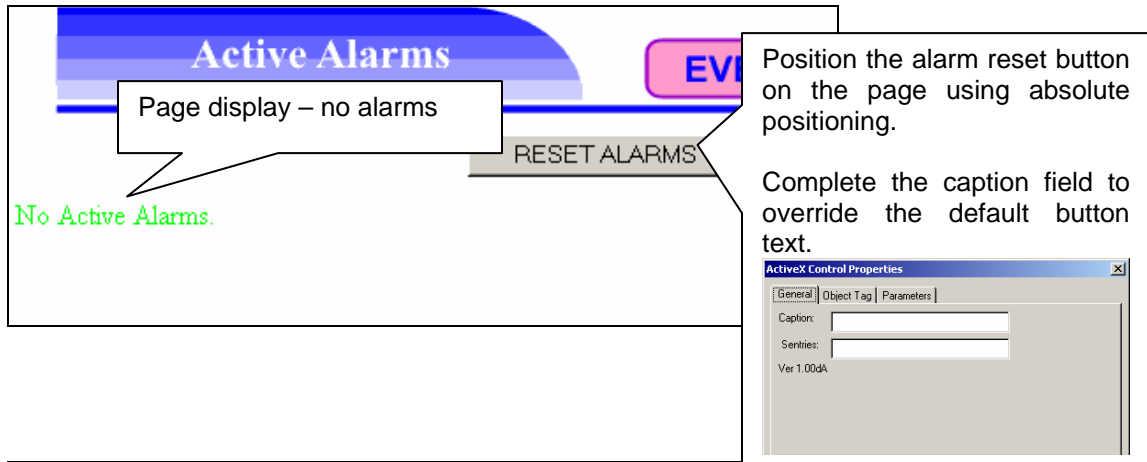 Active Alarms
Page display – no alarms
RESET ALARMS
No Active Alarms.
Position the alarm reset button
on the page using absolute
positioning.
Complete the caption field to
override the default button
text.
ActiveX Control Properties
General Object Tag Parameters
Caption:
Sentries:
Ver 1.00dA